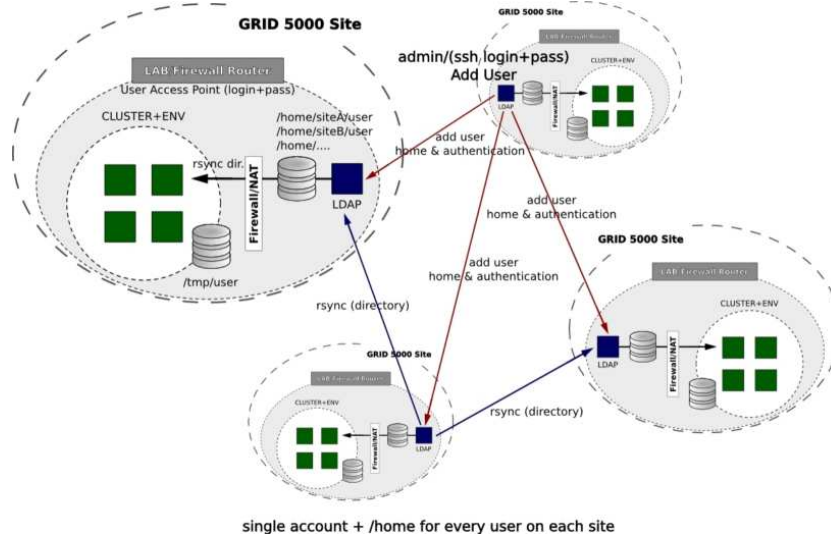 GRID 5000 Site
LAB Firewall Router
User Access Point (login+pass)
CLUSTER+ENV
/home/siteA/user
/home/siteB/user
/home/....
rsync dir.
Firewall/NAT
LDAP
/tmp/user
GRID 5000 Site
LAB Firewall Router
admin/(ssh login+pass)
Add User
CLUSTER+ENV
LDAP
Firewall/NAT
add user
home & authentication
add user
home & authentication
add user
home & authentication
GRID 5000 Site
LAB Firewall Router
CLUSTER+ENV
LDAP
Firewall/NAT
rsync (directory)
GRID 5000 Site
LAB Firewall Router
CLUSTER+ENV
Firewall/NAT
LDAP
rsync (directory)
single account + /home for every user on each site